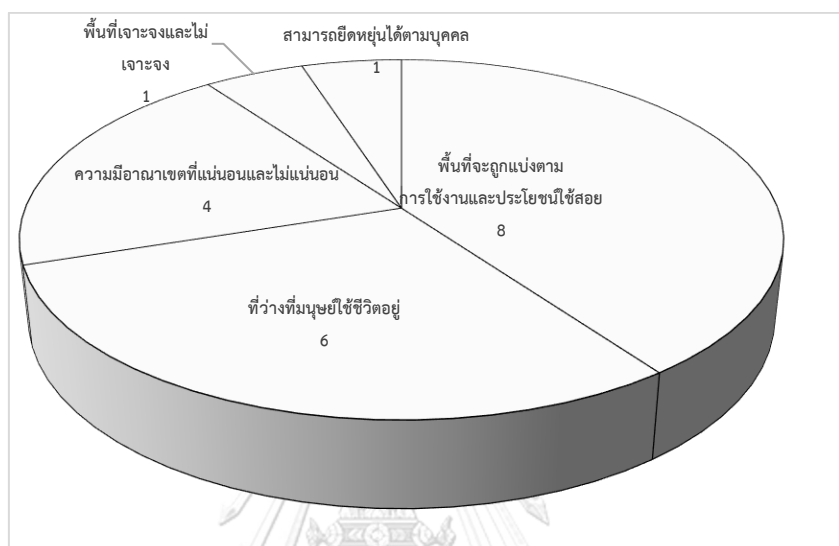 พื้นที่เจาะจงและไม่
เจาะจง
1
สามารถยืดหยุ่นได้ตามบุคคล
1
พื้นที่จะถูกแบ่งตาม
การใช้งานและประโยชน์ใช้สอย
8
ความมีอาณาเขตที่แน่นอนและไม่แน่นอน
4
ที่ว่างที่มนุษย์ใช้ชีวิตอยู่
6